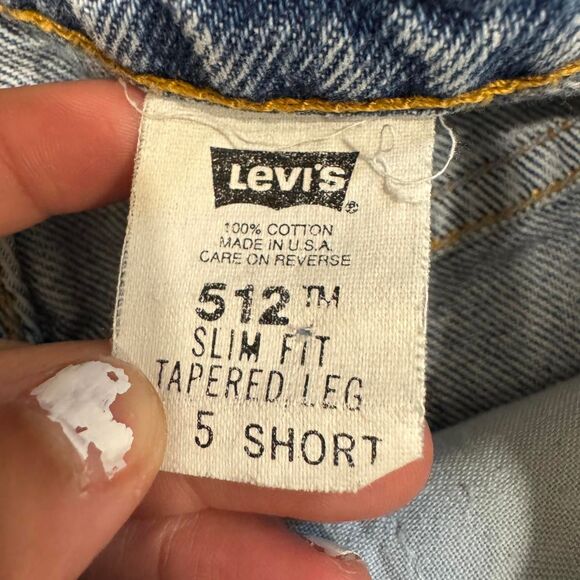 Levi's ®
100% COTTON
MADE IN U.S.A.
CARE ON REVERSE
512™
SLIM FIT
TAPERED LEG
5 SHORT